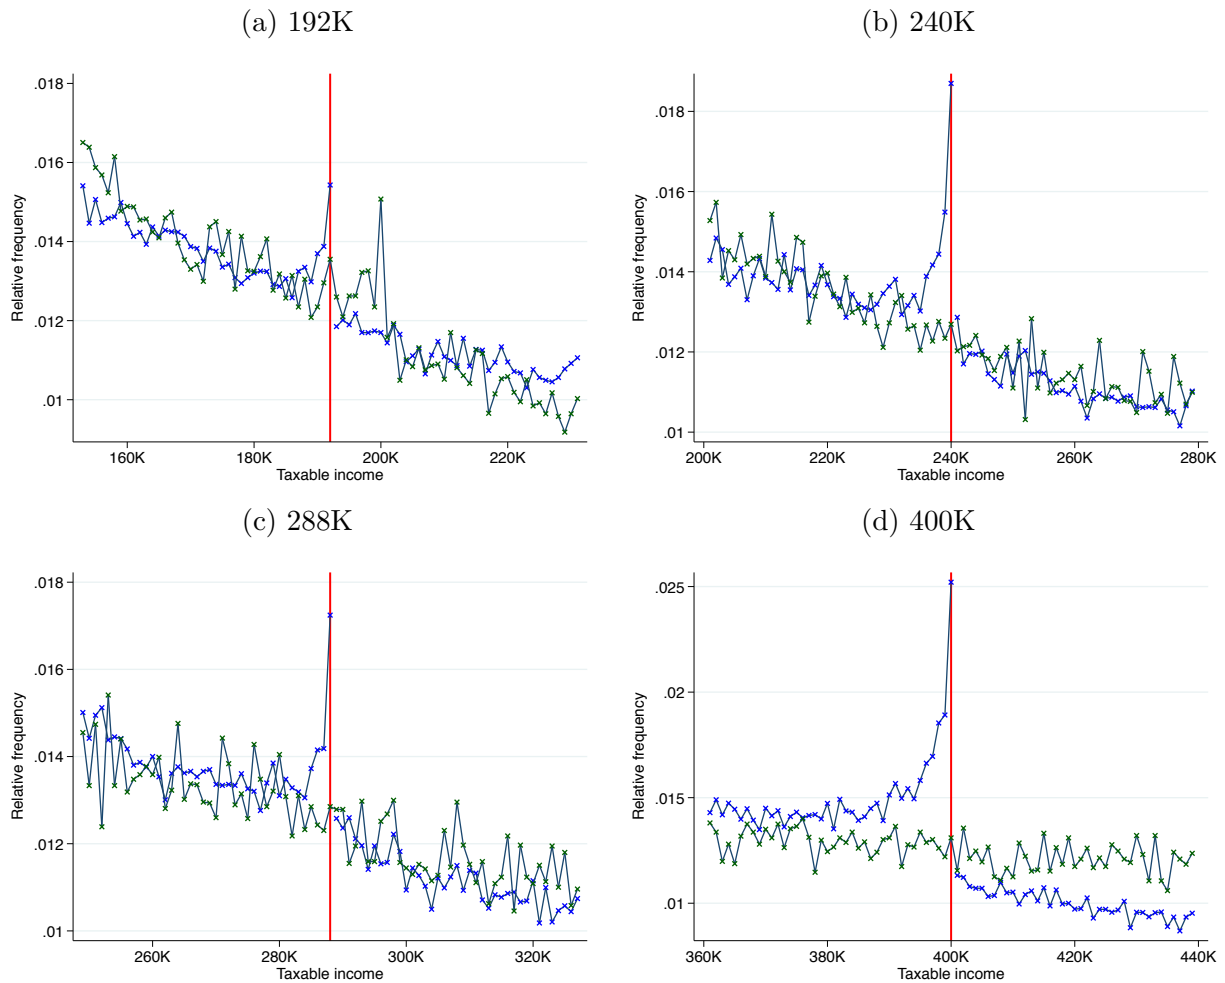 (a) 192K
(b) 240K
.018
.016
.014
.012
.01
Relative frequency
160K 180K 200K 220K
Taxable income
.018
.016
.014
.012
.01
Relative frequency
200K 220K 240K 260K 280K
Taxable income
(c) 288K
(d) 400K
.018
.016
.014
.012
.01
Relative frequency
260K 280K 300K 320K
Taxable income
.025
.02
.015
.01
Relative frequency
360K 380K 400K 420K 440K
Taxable income